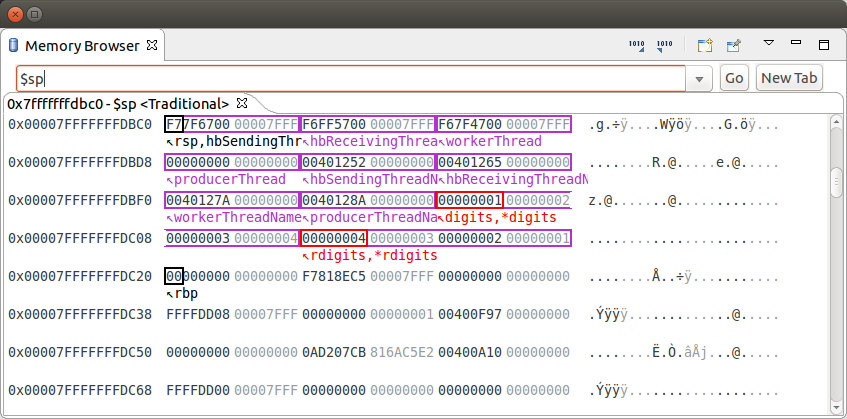 Memory Browser
1010 1010
$sp
Go New Tab
0x7fffffffdbc0 - $sp <Traditional>
0x00007FFFFFFFDBC0 F77F6700 00007FFF F6FF5700 00007FFF F67F4700 00007FFF .g.÷ÿ....Wÿöÿ....G.öÿ...
↖rsp,hbSendingThr ↖hbReceivingThrea ↖workerThread
0x00007FFFFFFFDBD8 00000000 00000000 00401252 00000000 00401265 00000000 ........R.@.....e.@.....
↖producerThread ↖hbSendingThreadN ↖hbReceivingThreadN
0x00007FFFFFFFDBF0 0040127A 00000000 0040128A 00000000 00000001 00000002 z.@.......@.............
↖workerThreadName ↖producerThreadNa ↖digits,*digits
0x00007FFFFFFFDC08 00000003 00000004 00000004 00000003 00000002 00000001 ........................
↖rdigits,*rdigits
0x00007FFFFFFFDC20 00000000 00000000 F7818EC5 00007FFF 00000000 00000000 ........Å..÷ÿ...........
↖rbp
0x00007FFFFFFFDC38 FFFFDD08 00007FFF 00000000 00000001 00400F97 00000000 .Ýÿÿÿ.............@.....
0x00007FFFFFFFDC50 00000000 00000000 0AD207CB 816AC5E2 00400A10 00000000 ........Ë.Ò.âÅj...@.....
0x00007FFFFFFFDC68 FFFFDD00 00007FFF 00000000 00000000 00000000 00000000 .Ýÿÿÿ...................